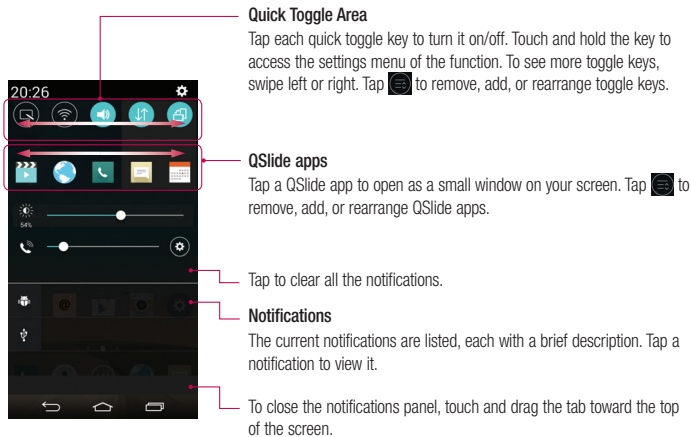 Quick Toggle Area
Tap each quick toggle key to turn it on/off. Touch and hold the key to
access the settings menu of the function. To see more toggle keys,
swipe left or right. Tap to remove, add, or rearrange toggle keys.
20:26
QSlide apps
Tap a QSlide app to open as a small window on your screen. Tap to
remove, add, or rearrange QSlide apps.
54%
Tap to clear all the notifications.
Notifications
The current notifications are listed, each with a brief description. Tap a
notification to view it.
To close the notifications panel, touch and drag the tab toward the top
of the screen.